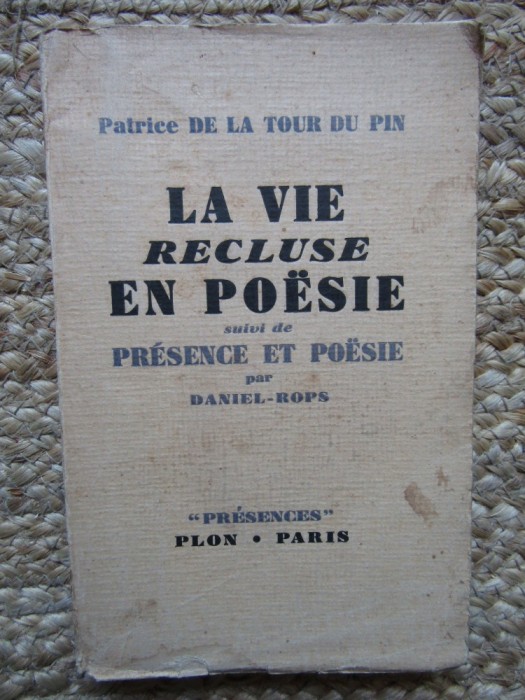 Patrice DE LA TOUR DU PIN
LA VIE
RECLUSE
EN POËSIE
suivi de
PRÉSENCE ET POËSIE
par
DANIEL-ROPS
“PRÉSENCES”
PLON • PARIS